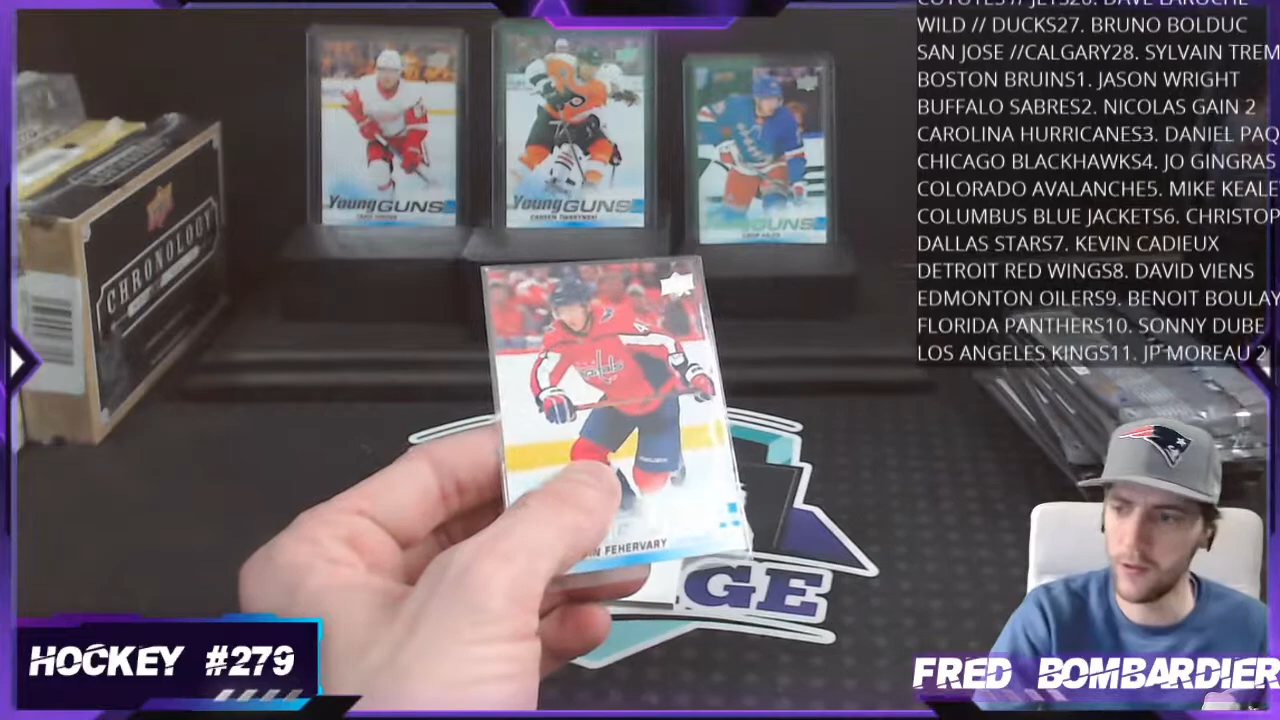 COYOTES // JETS26. DAVE LAROCHE
WILD // DUCKS27. BRUNO BOLDUC
SAN JOSE //CALGARY28. SYLVAIN TREM
BOSTON BRUINS1. JASON WRIGHT
BUFFALO SABRES2. NICOLAS GAIN 2
CAROLINA HURRICANES3. DANIEL PAQ
CHICAGO BLACKHAWKS4. JO GINGRAS
COLORADO AVALANCHE5. MIKE KEALE
COLUMBUS BLUE JACKETS6. CHRISTOP
DALLAS STARS7. KEVIN CADIEUX
DETROIT RED WINGS8. DAVID VIENS
EDMONTON OILERS9. BENOIT BOULAY
FLORIDA PANTHERS10. SONNY DUBE
LOS ANGELES KINGS11. JP MOREAU 2
Young GUNS
Young GUNS
CARSEN TWARYNSKI
GUNS
CHRONOLOGY
Capitals
FEHERVARY
GE
HOCKEY #279
FRED BOMBARDIER